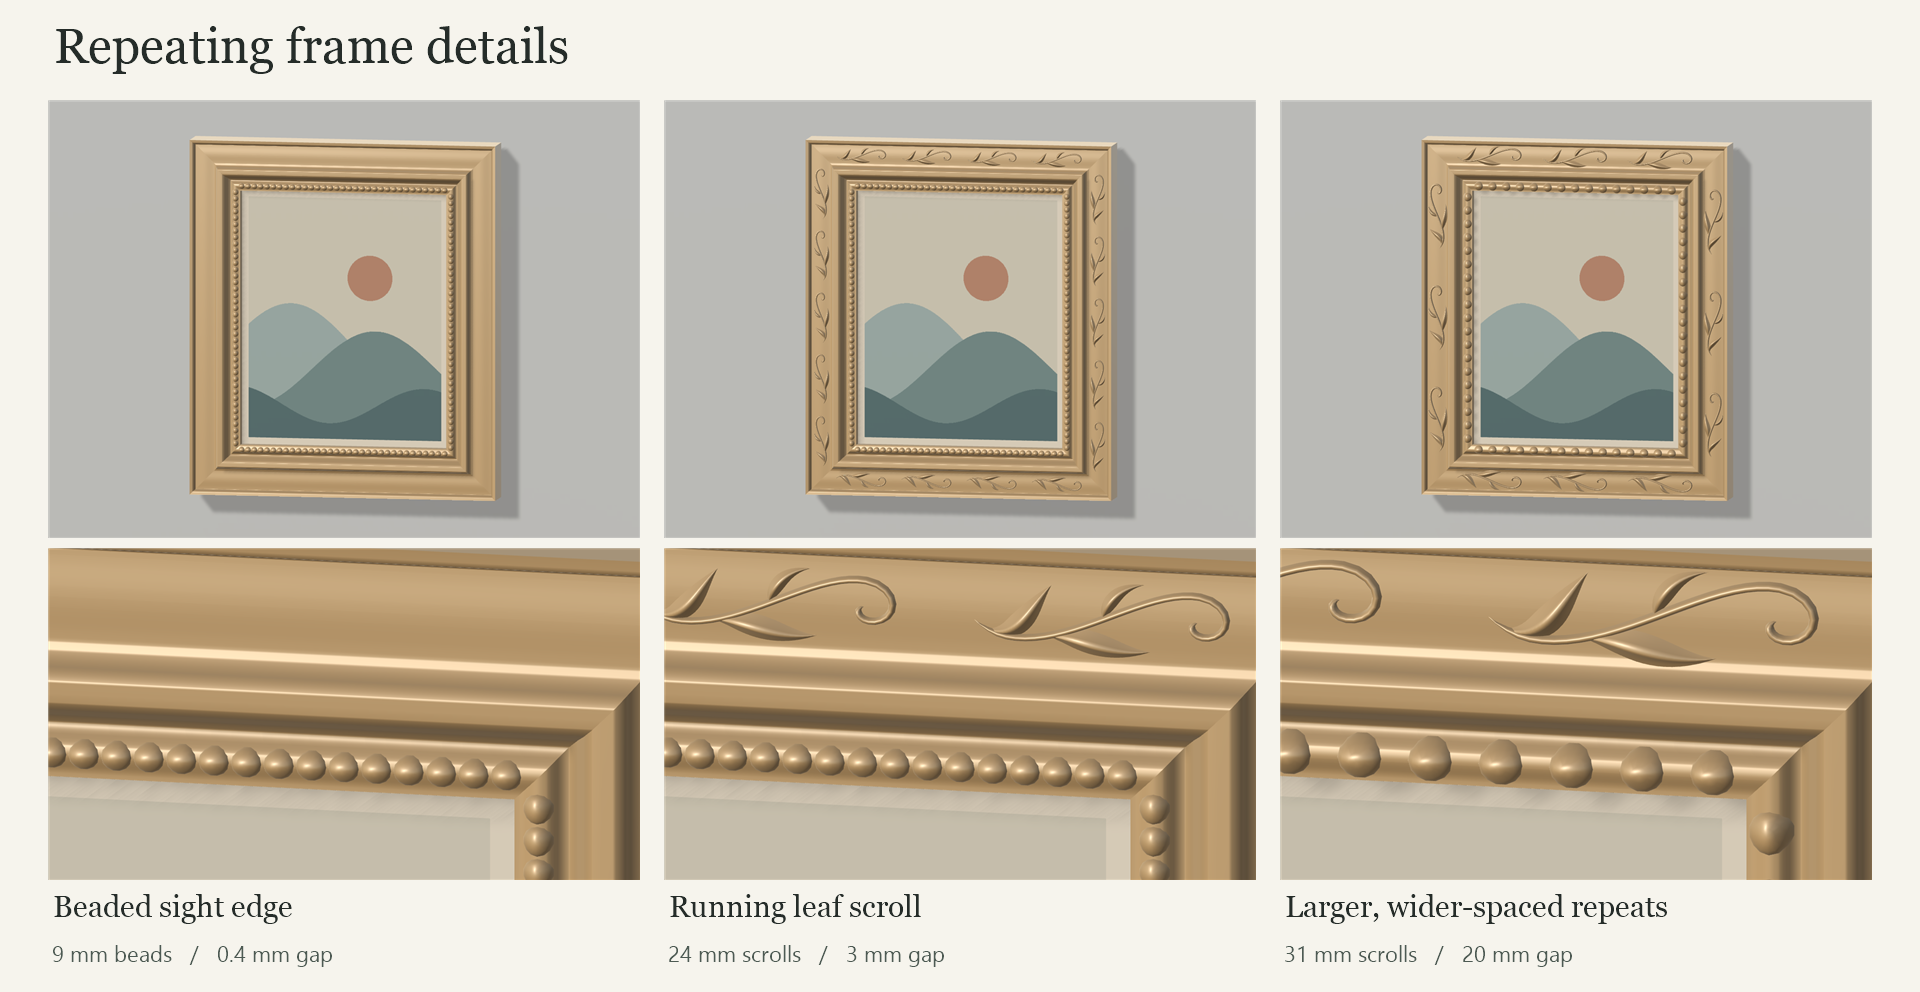 Repeating frame details
Beaded sight edge
9 mm beads / 0.4 mm gap
Running leaf scroll
24 mm scrolls / 3 mm gap
Larger, wider-spaced repeats
31 mm scrolls / 20 mm gap